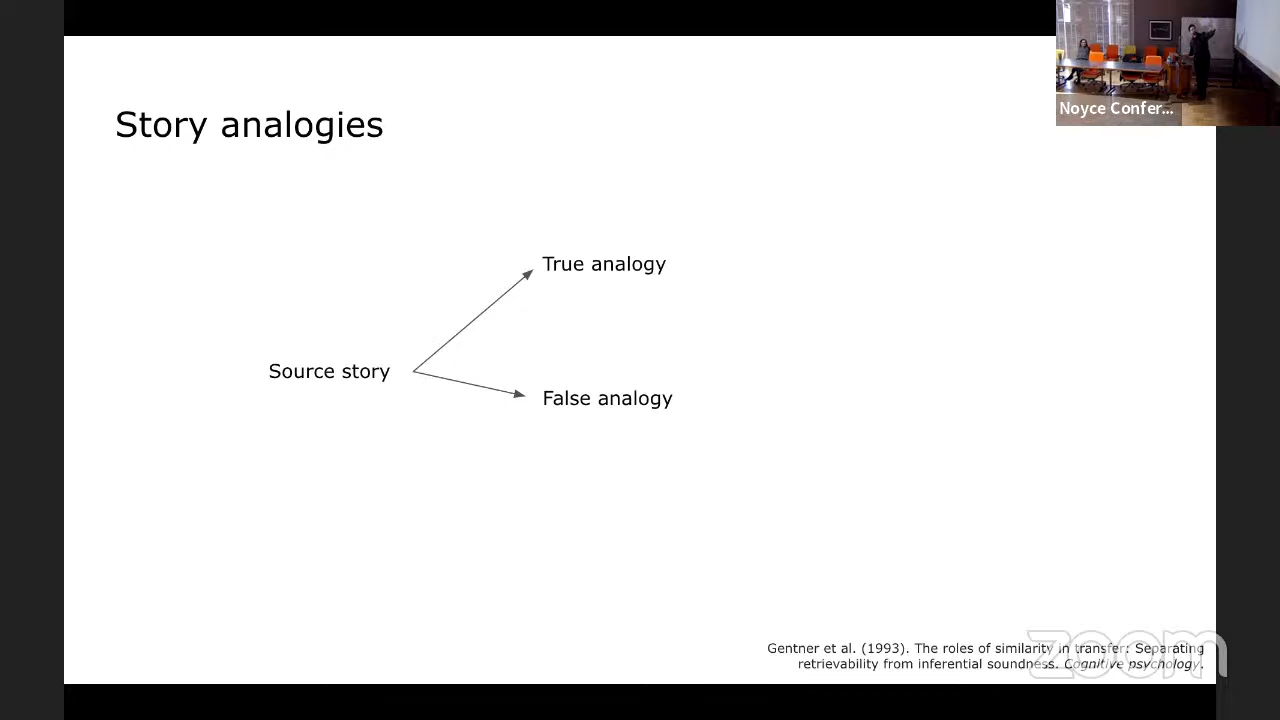 Noyce Confer...
Story analogies
True analogy
Source story
False analogy
Gentner et al. (1993). The roles of similarity in transfer: Separating
retrievability from inferential soundness. Cognitive psychology.
zoom